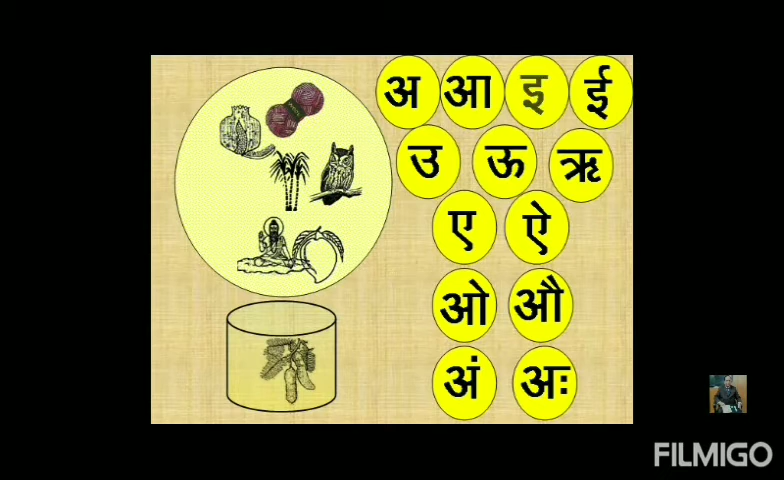 अ आ इ ई
उ ऊ ऋ
ए ऐ
ओ औ
अं अः
FILMIGO